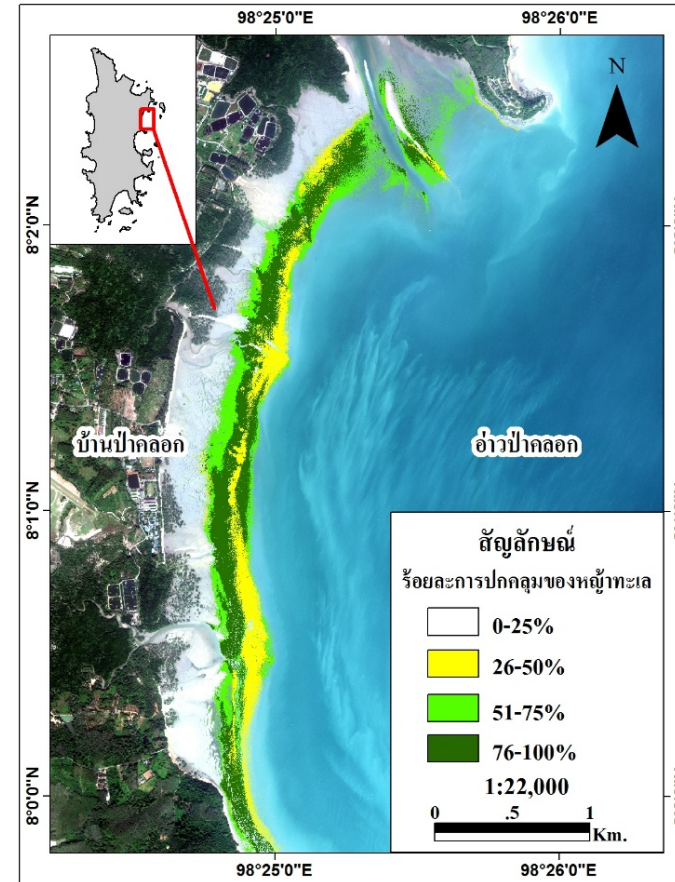 98°25'0"E
98°26'0"E
N
8°2'0"N
บ้านป่าคลอก
อ่าวป่าคลอก
8°1'0"N
สัญลักษณ์
ร้อยละการปกคลุมของหญ้าทะเล
0-25%
26-50%
51-75%
76-100%
1:22,000
0 .5 1
Km.
8°0'0"N
98°25'0"E
98°26'0"E